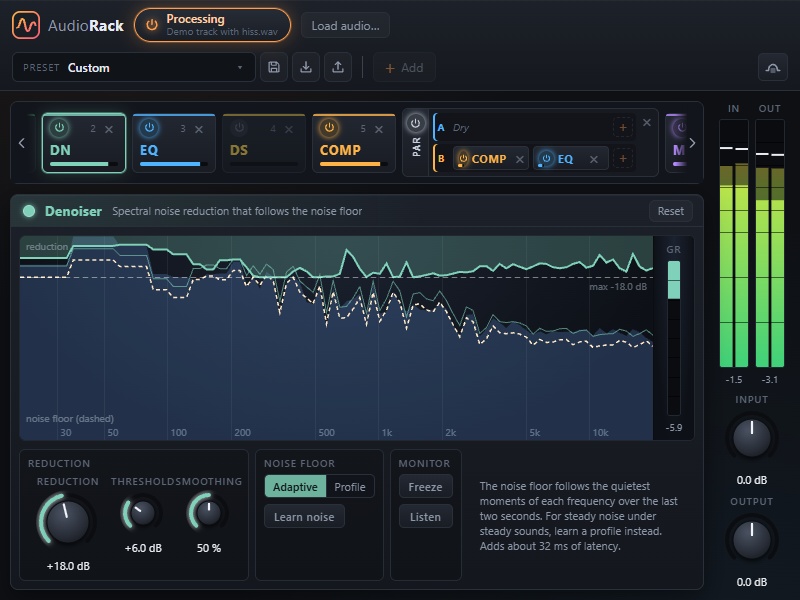 AudioRack
Processing
Demo track with hiss.wav
Load audio...
PRESET Custom
+ Add
IN OUT
DN 2 ×
EQ 3 ×
DS 4 ×
COMP 5 ×
PAR
A Dry +
B COMP × EQ × +
×
M
Denoiser Spectral noise reduction that follows the noise floor Reset
reduction
GR
max -18.0 dB
noise floor (dashed)
30 50 100 200 500 1k 2k 5k 10k
-5.9
-1.5 -3.1
INPUT
0.0 dB
OUTPUT
0.0 dB
REDUCTION
REDUCTION THRESHOLD SMOOTHING
+18.0 dB +6.0 dB 50 %
NOISE FLOOR
Adaptive Profile
Learn noise
MONITOR
Freeze
Listen
The noise floor follows the quietest
moments of each frequency over the last
two seconds. For steady noise under
steady sounds, learn a profile instead.
Adds about 32 ms of latency.